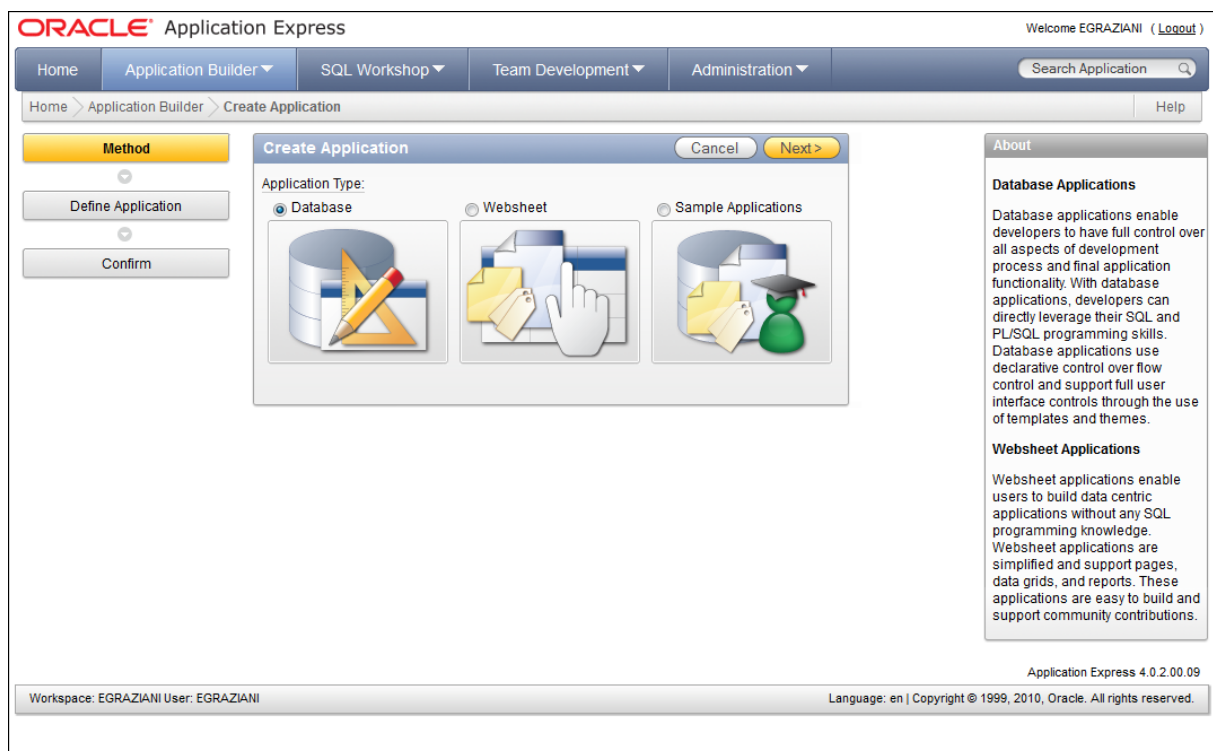 ORACLE Application Express
Welcome EGRAZIANI ( Logout )
Home Application Builder SQL Workshop Team Development Administration Search Application
Home Application Builder Create Application Help
Method
Define Application
Confirm
Create Application Cancel Next >
Application Type:
Database Websheet Sample Applications
About
Database Applications
Database applications enable
developers to have full control over
all aspects of development
process and final application
functionality. With database
applications, developers can
directly leverage their SQL and
PL/SQL programming skills.
Database applications use
declarative control over flow
control and support full user
interface controls through the use
of templates and themes.
Websheet Applications
Websheet applications enable
users to build data centric
applications without any SQL
programming knowledge.
Websheet applications are
simplified and support pages,
data grids, and reports. These
applications are easy to build and
support community contributions.
Application Express 4.0.2.00.09
Workspace: EGRAZIANI User: EGRAZIANI
Language: en | Copyright © 1999, 2010, Oracle. All rights reserved.